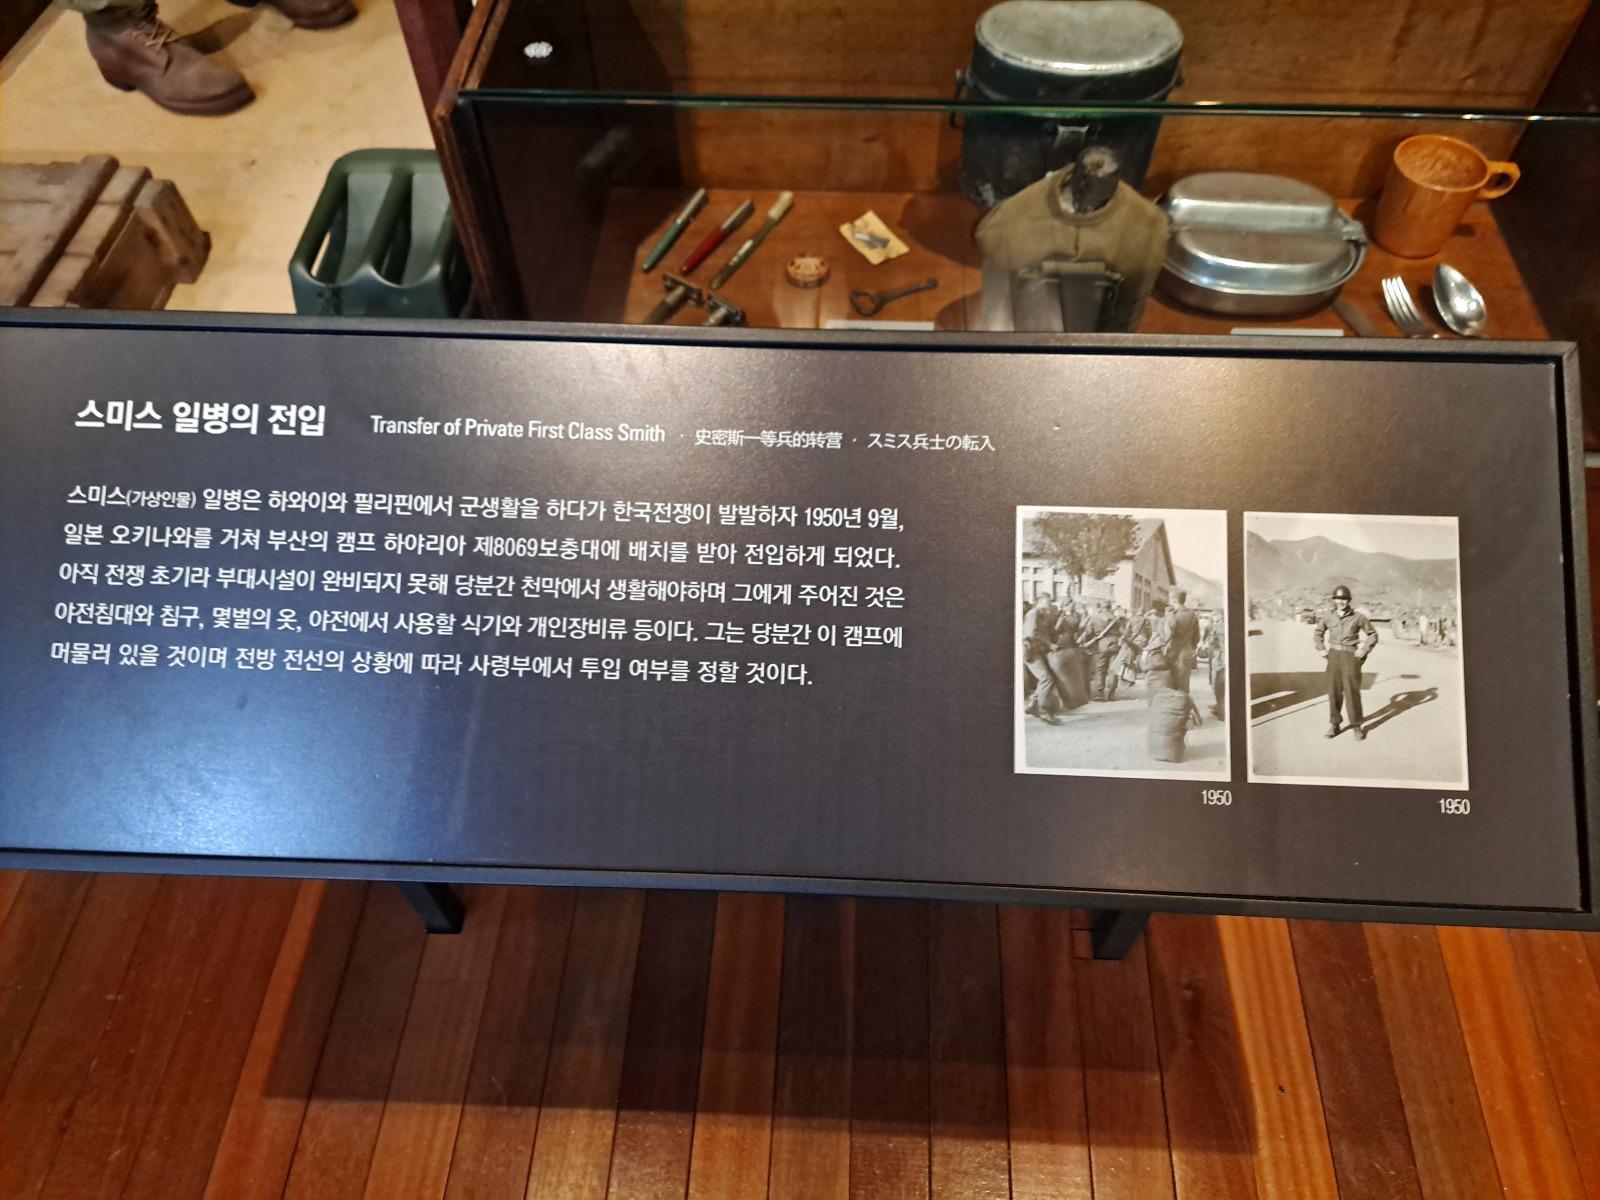 스미스 일병의 전입 Transfer of Private First Class Smith · 史密斯一等兵的转营 · スミス兵士の転入
스미스(가상인물) 일병은 하와이와 필리핀에서 군생활을 하다가 한국전쟁이 발발하자 1950년 9월,
일본 오키나와를 거쳐 부산의 캠프 하야리아 제8069보충대에 배치를 받아 전입하게 되었다.
아직 전쟁 초기라 부대시설이 완비되지 못해 당분간 천막에서 생활해야하며 그에게 주어진 것은
야전침대와 침구, 몇벌의 옷, 야전에서 사용할 식기와 개인장비류 등이다. 그는 당분간 이 캠프에
머물러 있을 것이며 전방 전선의 상황에 따라 사령부에서 투입 여부를 정할 것이다.
1950
1950